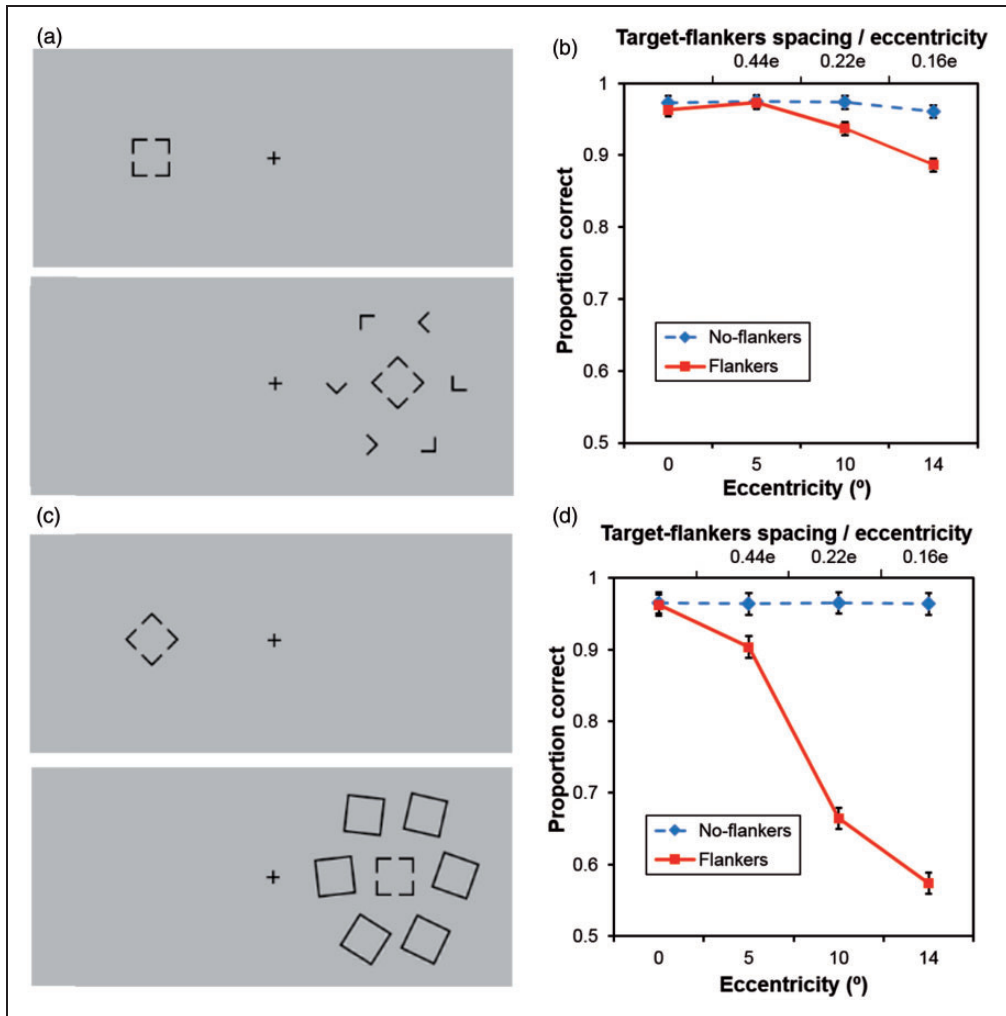 (a)
(b)
Target-flankers spacing / eccentricity
0.44e 0.22e 0.16e
1
0.9
0.8
0.7
0.6
0.5
Proportion correct
No-flankers
Flankers
0 5 10 14
Eccentricity (º)
(c)
(d)
Target-flankers spacing / eccentricity
0.44e 0.22e 0.16e
1
0.9
0.8
0.7
0.6
0.5
Proportion correct
No-flankers
Flankers
0 5 10 14
Eccentricity (º)